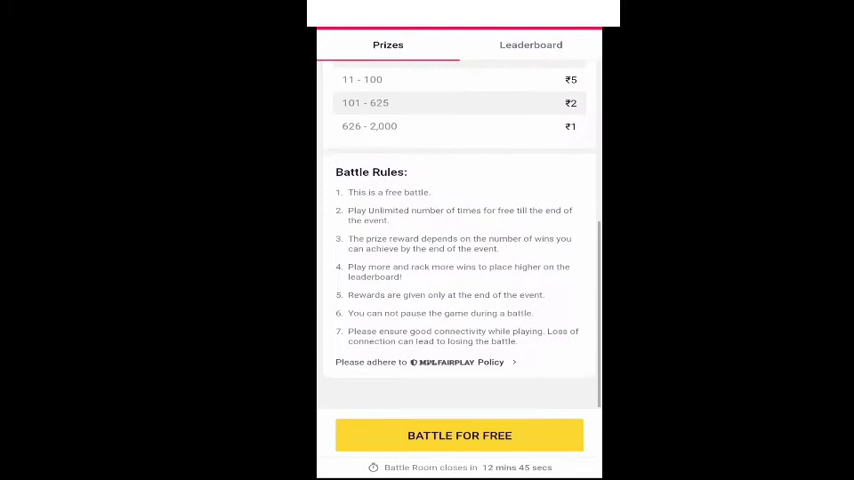 Prizes Leaderboard
11 - 100 ₹5
101 - 625 ₹2
626 - 2,000 ₹1
Battle Rules:
1. This is a free battle.
2. Play Unlimited number of times for free till the end of
the event.
3. The prize reward depends on the number of wins you
can achieve by the end of the event.
4. Play more and rack more wins to place higher on the
leaderboard!
5. Rewards are given only at the end of the event.
6. You can not pause the game during a battle.
7. Please ensure good connectivity while playing. Loss of
connection can lead to losing the battle.
Please adhere to MPL FAIRPLAY Policy >
BATTLE FOR FREE
Battle Room closes in 12 mins 45 secs